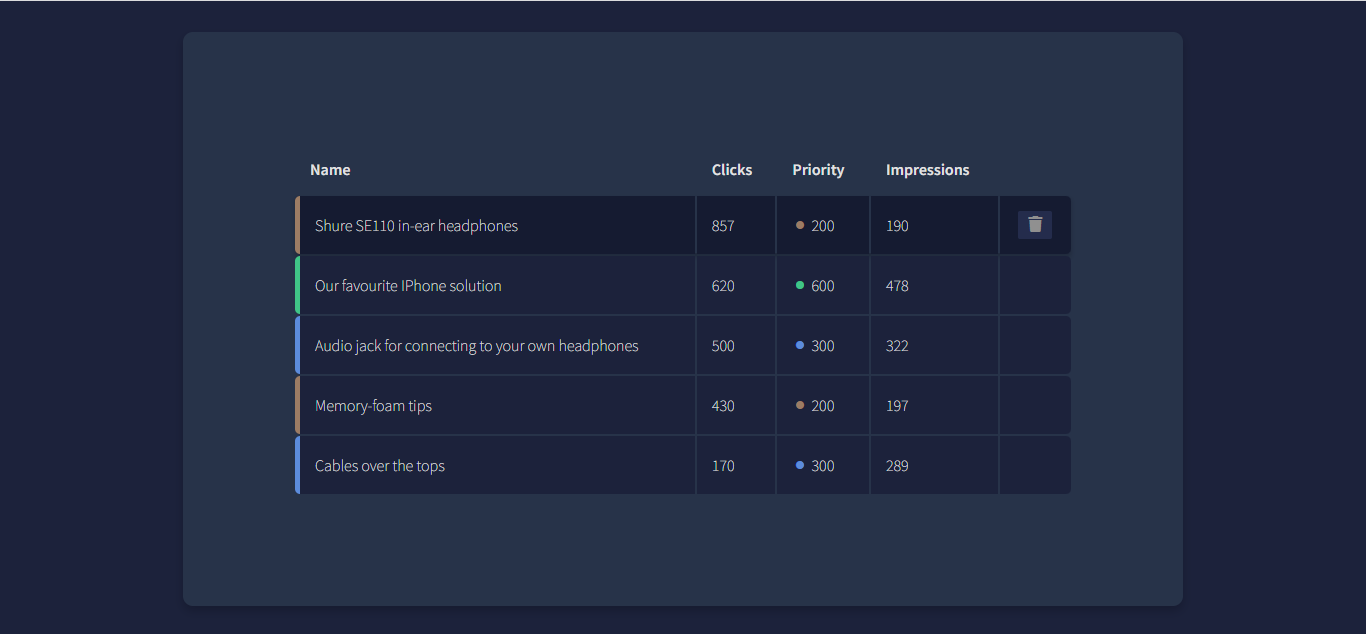 Name Clicks Priority Impressions
Shure SE110 in-ear headphones 857 200 190
Our favourite IPhone solution 620 600 478
Audio jack for connecting to your own headphones 500 300 322
Memory-foam tips 430 200 197
Cables over the tops 170 300 289